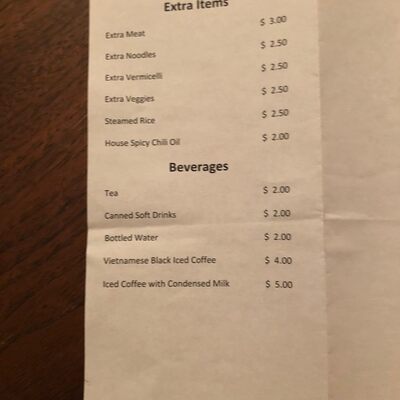 Extra Items
Extra Meat $ 3.00
Extra Noodles $ 2.50
Extra Vermicelli $ 2.50
Extra Veggies $ 2.50
Steamed Rice $ 2.50
House Spicy Chili Oil $ 2.00
Beverages
Tea $ 2.00
Canned Soft Drinks $ 2.00
Bottled Water $ 2.00
Vietnamese Black Iced Coffee $ 4.00
Iced Coffee with Condensed Milk $ 5.00